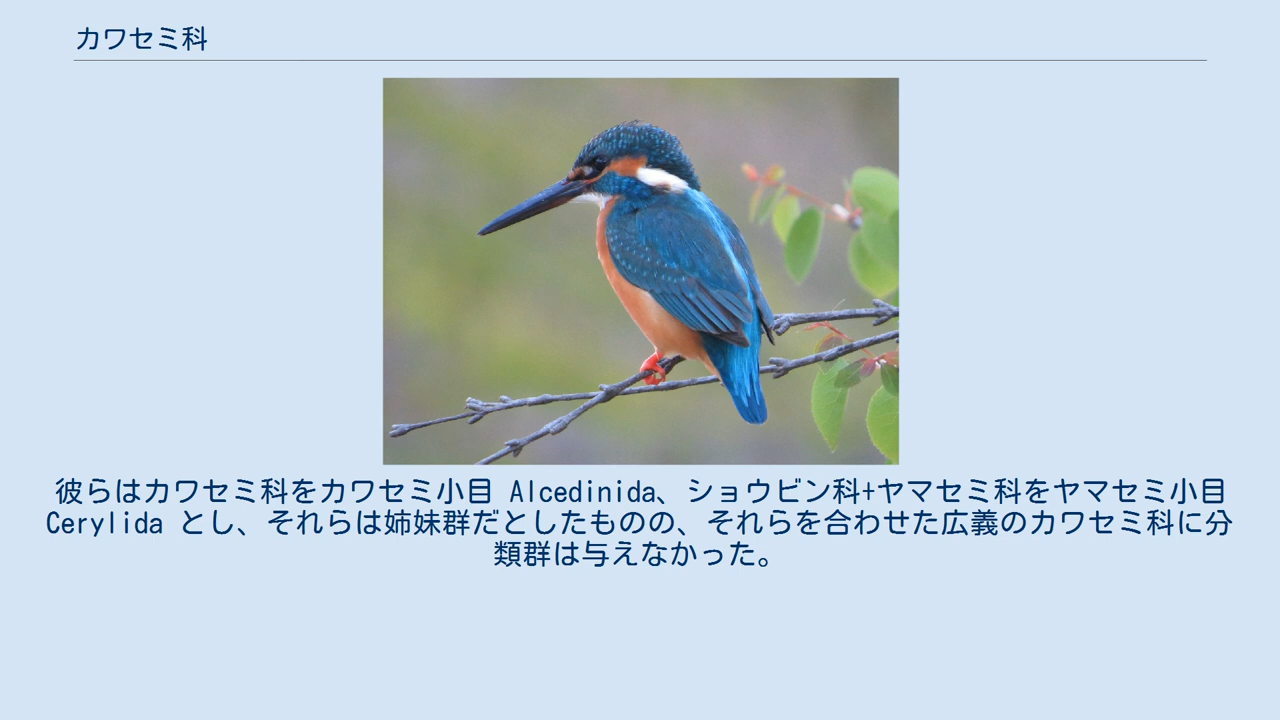 カワセミ科
彼らはカワセミ科をカワセミ小目 Alcedinida、ショウビン科+ヤマセミ科をヤマセミ小目
Cerylida とし、それらは姉妹群だとしたものの、それらを合わせた広義のカワセミ科に分
類群は与えなかった。